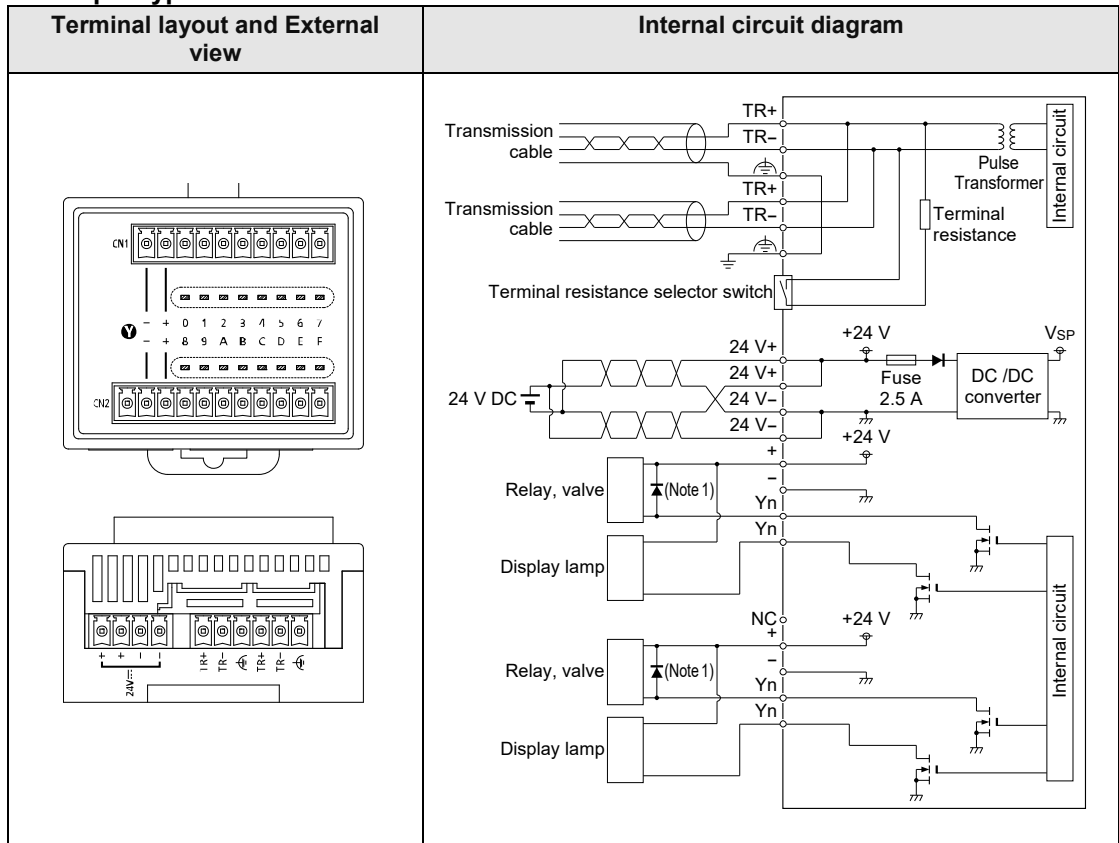 Terminal layout and External
view
Internal circuit diagram
CN1
- + 0 1 2 3 4 5 6 7
Y
- + 8 9 A B C D E F
CN2
+ + - -
24V
TR+ TR- TR+ TR-
Transmission
cable
TR+
TR-
Transmission
cable
TR+
TR-
Pulse
Transformer
Internal circuit
Terminal
resistance
Terminal resistance selector switch
24 V DC
24 V+
24 V+
24 V-
24 V-
+24 V
Fuse
2.5 A
DC /DC
converter
VSP
Relay, valve
(Note 1)
+
-
Yn
Yn
+24 V
Display lamp
NC
+
-
Yn
Yn
+24 V
Relay, valve
(Note 1)
Display lamp
Internal circuit